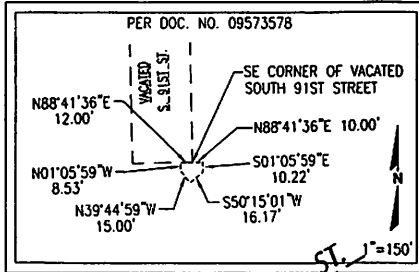 PER DOC. NO. 09573578
VACATED
S. 91ST ST.
SE CORNER OF VACATED
SOUTH 91ST STREET
N88°41'36"E
12.00'
N88°41'36"E 10.00'
N01°05'59"W
8.53'
S01°05'59"E
10.22'
N39°44'59"W
15.00'
S50°15'01"W
16.17'
N
ST.
1"=150'